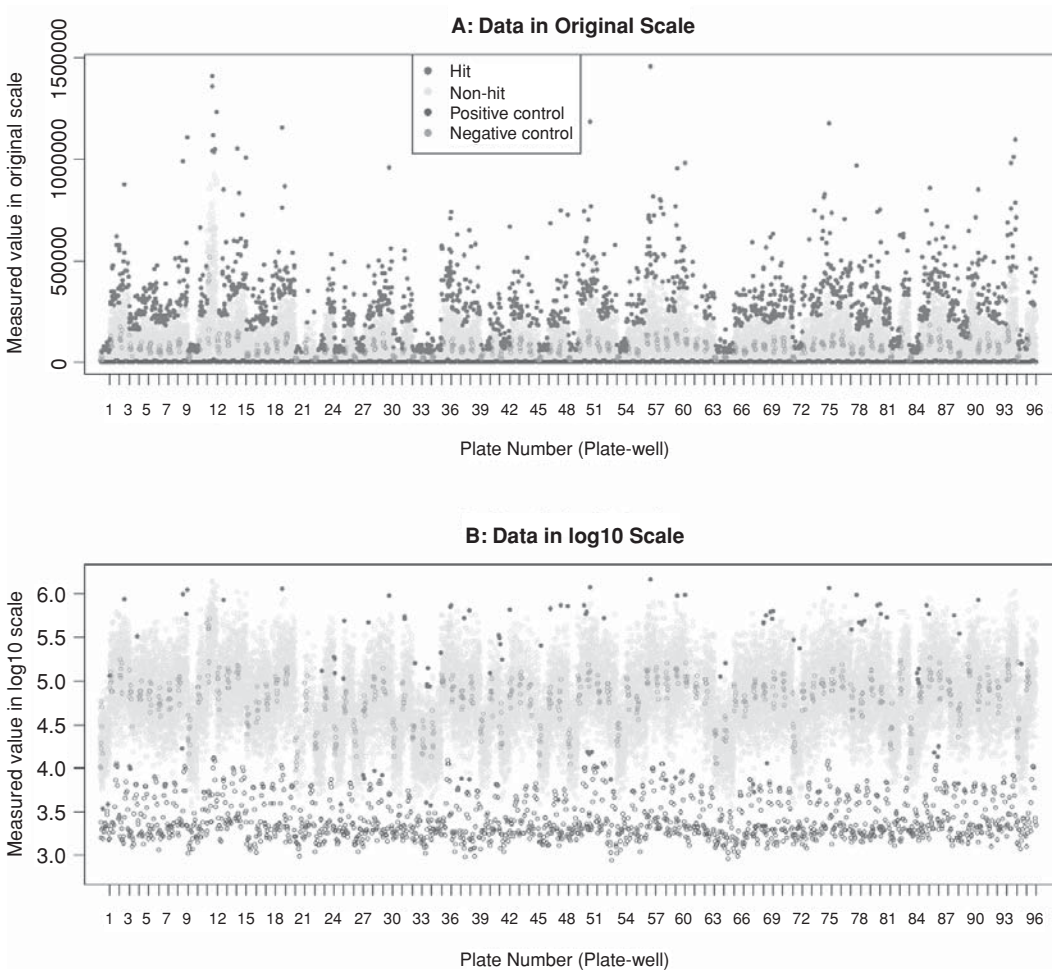 A: Data in Original Scale
Measured value in original scale
1500000
1000000
500000
0
Hit
Non-hit
Positive control
Negative control
1 3 5 7 9 12 15 18 21 24 27 30 33 36 39 42 45 48 51 54 57 60 63 66 69 72 75 78 81 84 87 90 93 96
Plate Number (Plate-well)
B: Data in log10 Scale
Measured value in log10 scale
6.0
5.5
5.0
4.5
4.0
3.5
3.0
1 3 5 7 9 12 15 18 21 24 27 30 33 36 39 42 45 48 51 54 57 60 63 66 69 72 75 78 81 84 87 90 93 96
Plate Number (Plate-well)